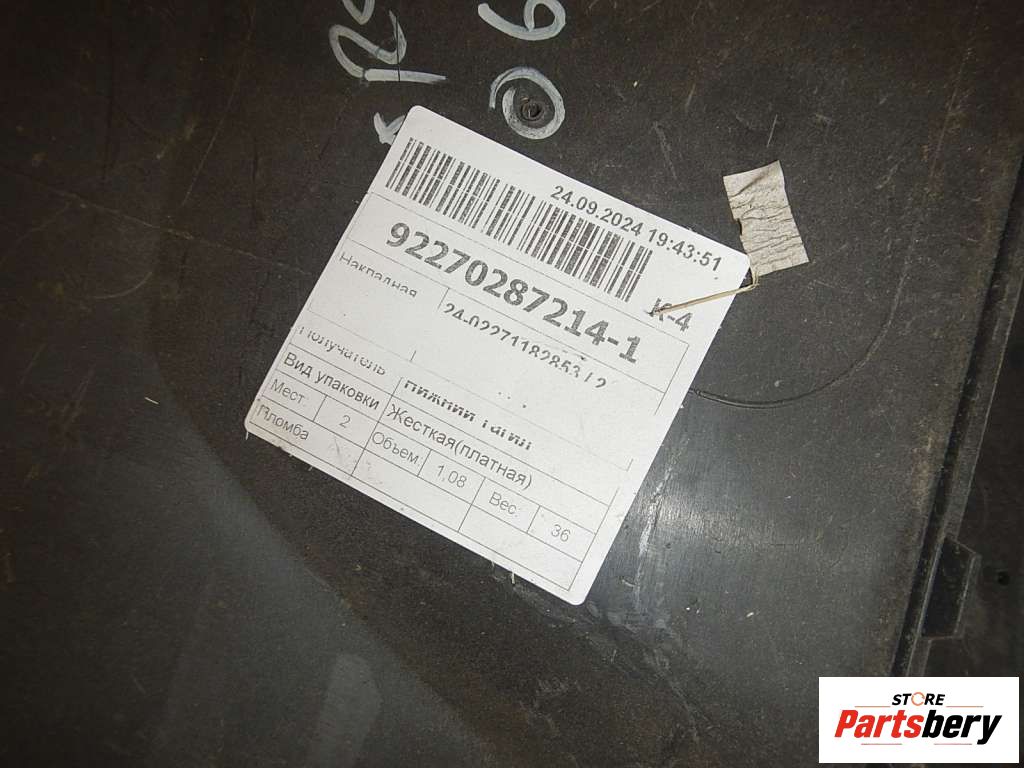 06
24.09.2024 19:43:51
92270287214-1
К-4
Накладная
Получатель
НИЖНИЙ ТАГИЛ
Вид упаковки Жесткая(платная)
Мест: 2 Объем: 1,08 Вес: 36
Пломба
STORE
Partsbery